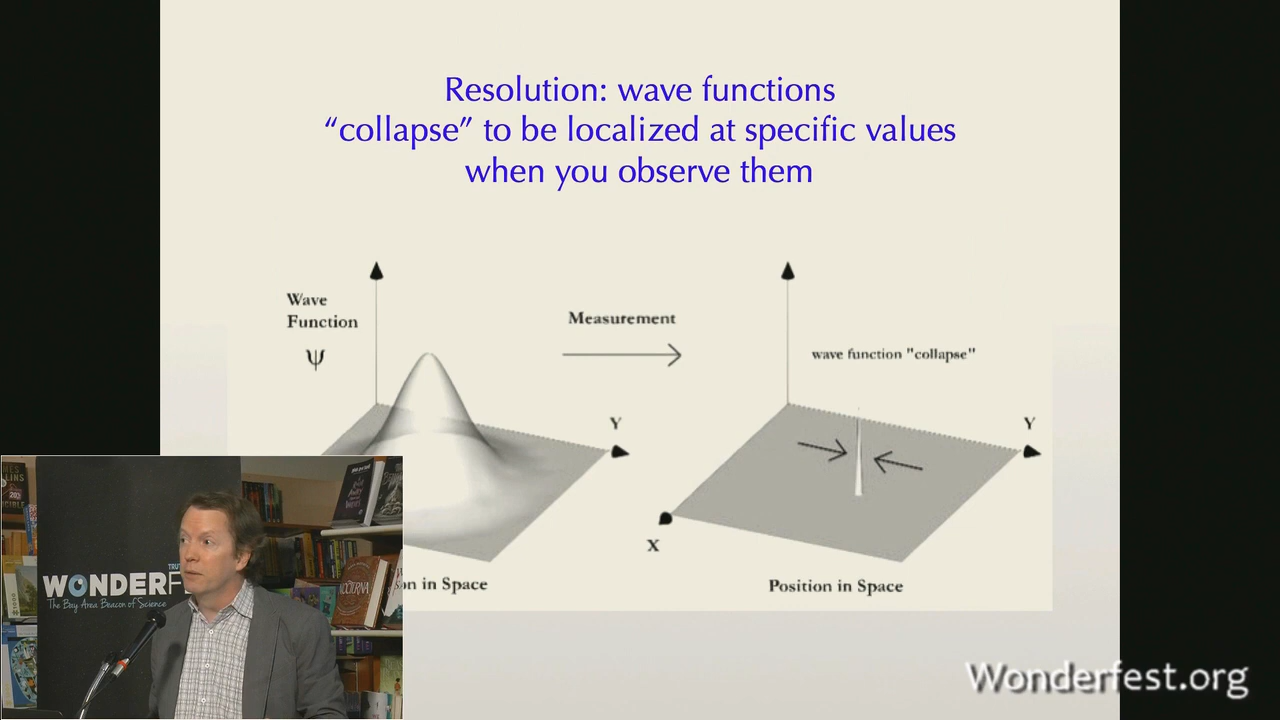 Resolution: wave functions
“collapse” to be localized at specific values
when you observe them
Wave
Function
Ψ
Measurement
wave function "collapse"
Y
Y
X
on in Space
Position in Space
WONDERF
The Bay Area Beacon of Science
NOCTURNA
Wonderfest.org